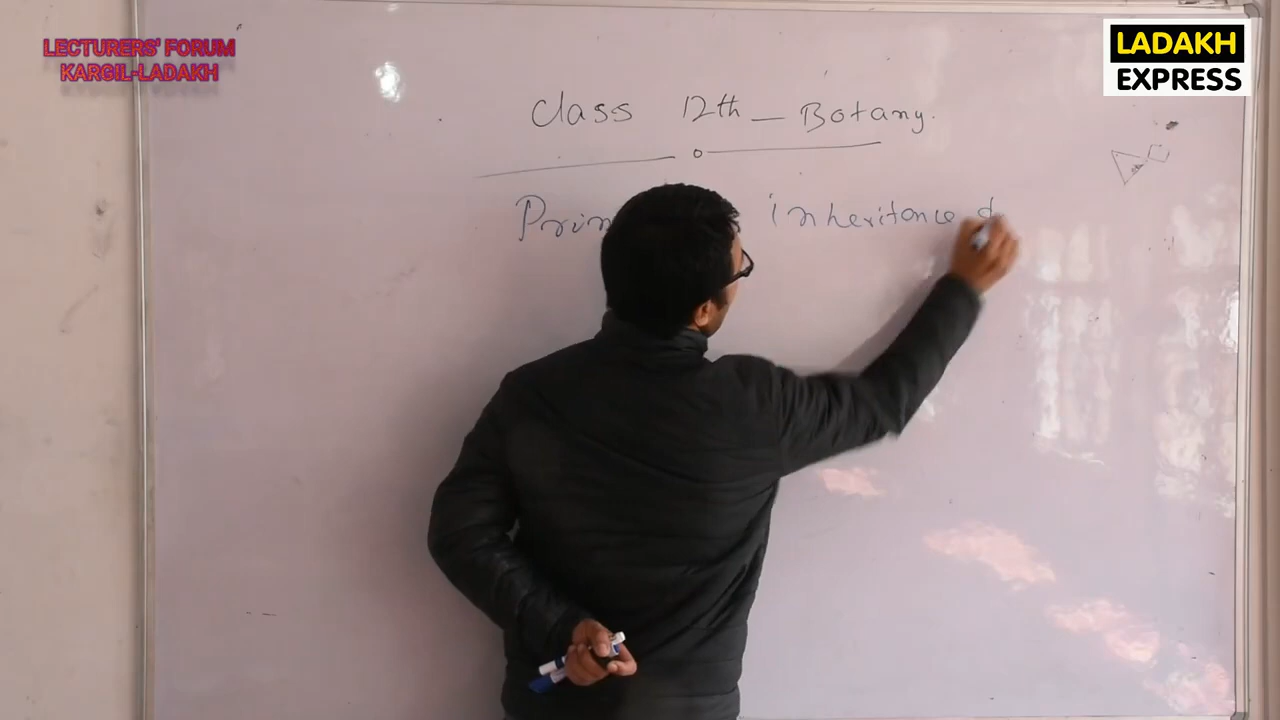 LECTURERS' FORUM
KARGIL-LADAKH
LADAKH
EXPRESS
Class 12th - Botany.
inheritance